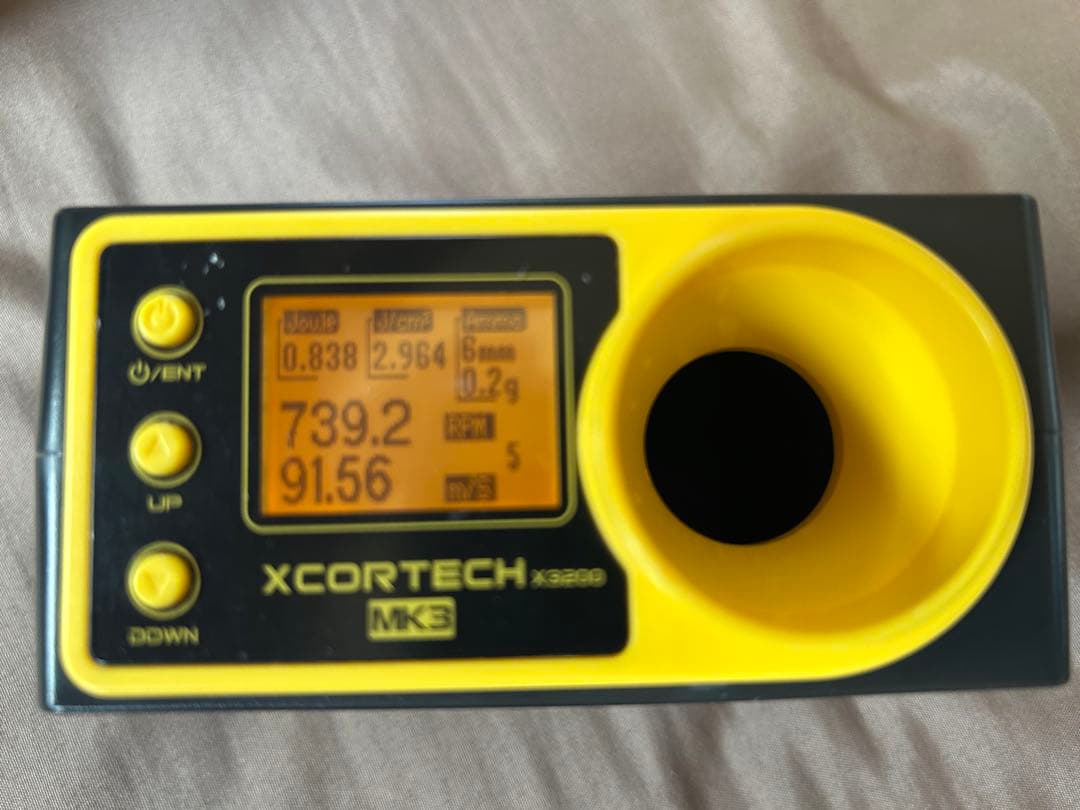 Joule J/cm² Ammo
0.838 2.964 6mm
0.2g
739.2 RPM
5
91.56 m/S
⏻/ENT
UP
DOWN
XCORTECH X3200
MK3